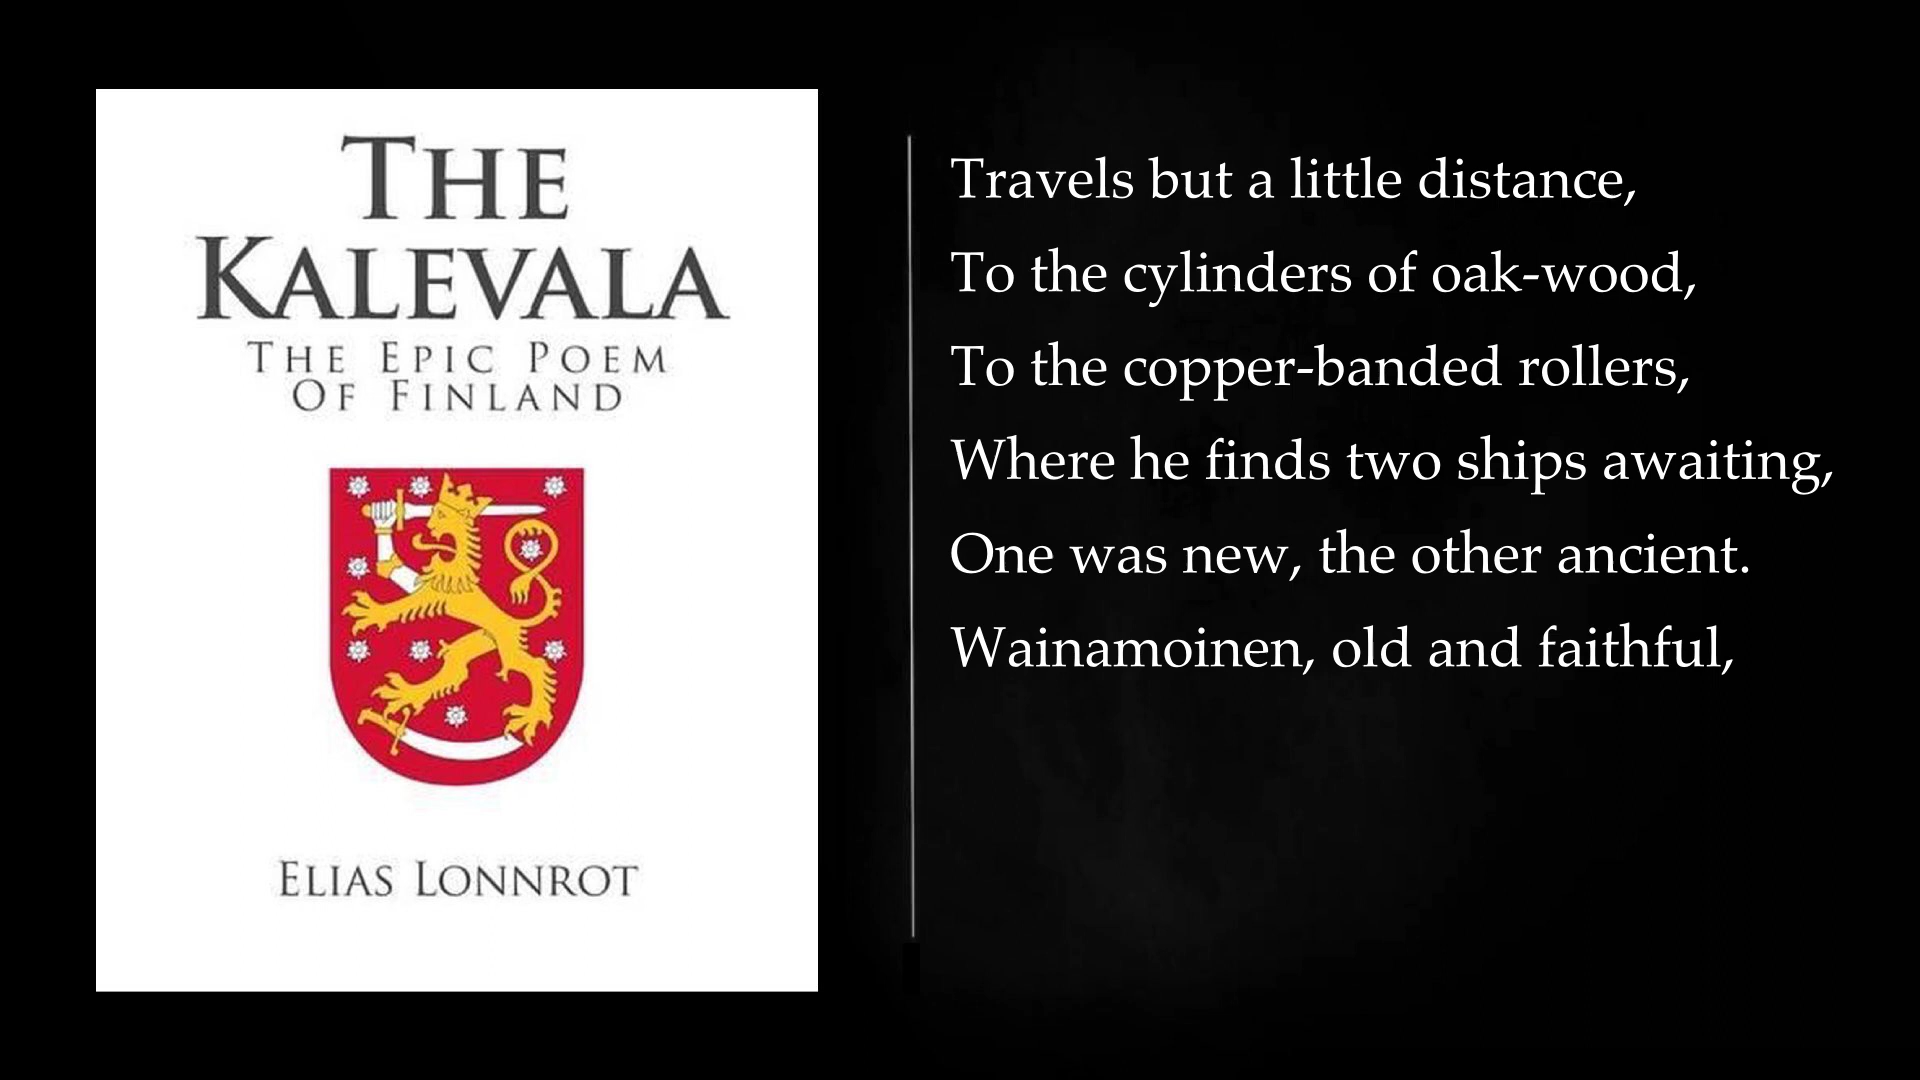 THE
KALEVALA
THE EPIC POEM
OF FINLAND
ELIAS LONNROT
Travels but a little distance,
To the cylinders of oak-wood,
To the copper-banded rollers,
Where he finds two ships awaiting,
One was new, the other ancient.
Wainamoinen, old and faithful,